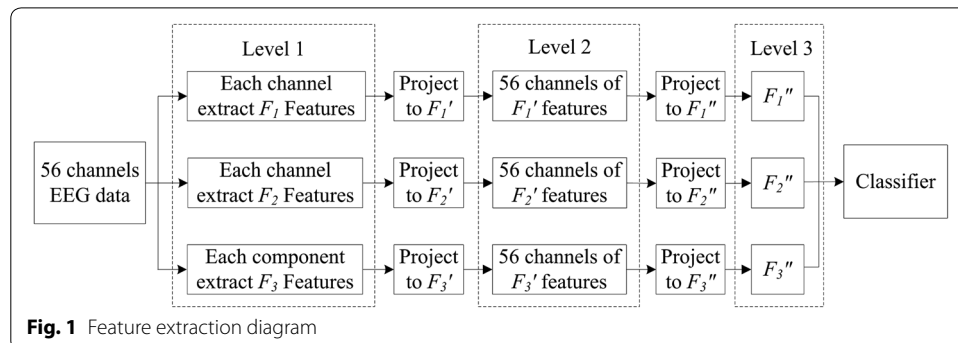 Level 1
Level 2
Level 3
56 channels
EEG data
Each channel
extract F₁ Features
Project
to F₁′
56 channels of
F₁′ features
Project
to F₁″
F₁″
Each channel
extract F₂ Features
Project
to F₂′
56 channels of
F₂′ features
Project
to F₂″
F₂″
Each component
extract F₃ Features
Project
to F₃′
56 channels of
F₃′ features
Project
to F₃″
F₃″
Classifier
Fig. 1 Feature extraction diagram